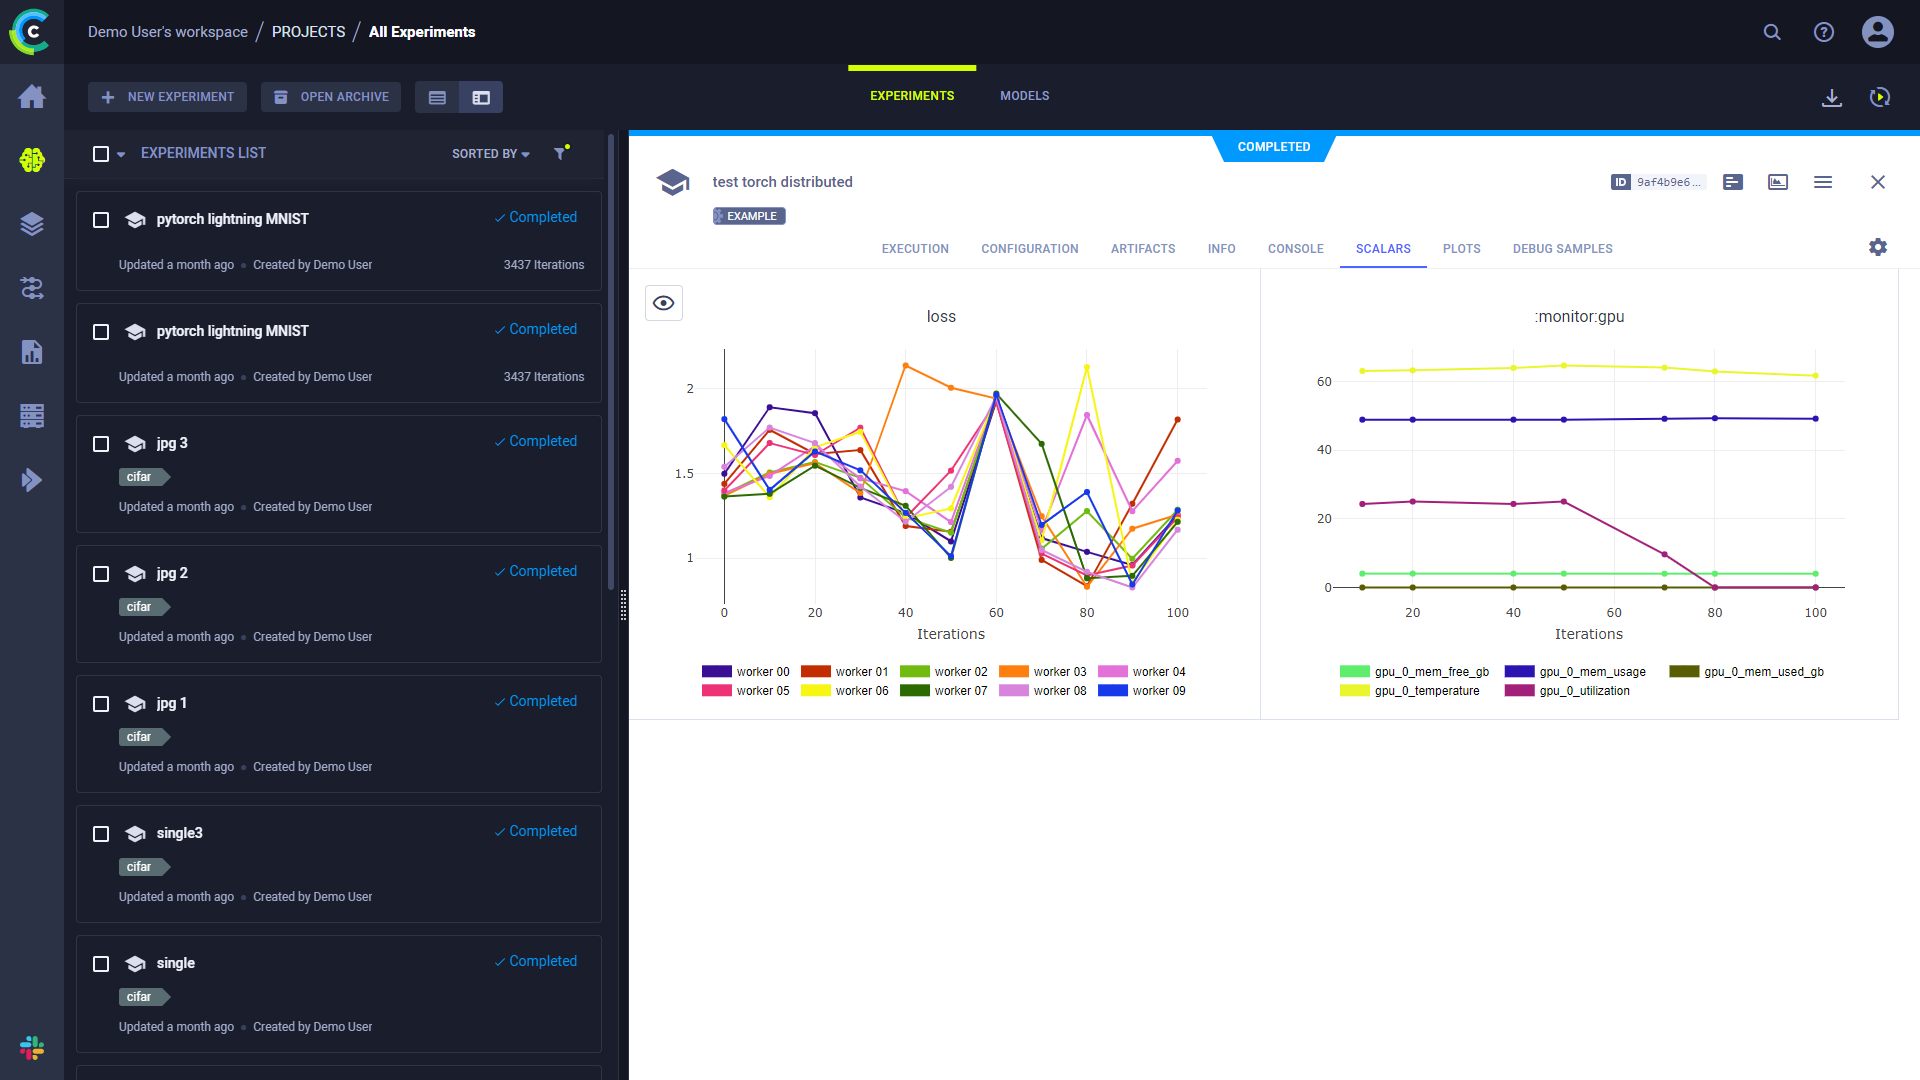 Demo User's workspace / PROJECTS / All Experiments
NEW EXPERIMENT
OPEN ARCHIVE
EXPERIMENTS
MODELS
EXPERIMENTS LIST
SORTED BY
pytorch lightning MNIST
Completed
Updated a month ago
Created by Demo User
3437 Iterations
pytorch lightning MNIST
Completed
Updated a month ago
Created by Demo User
3437 Iterations
jpg 3
Completed
cifar
Updated a month ago
Created by Demo User
jpg 2
Completed
cifar
Updated a month ago
Created by Demo User
jpg 1
Completed
cifar
Updated a month ago
Created by Demo User
single3
Completed
cifar
Updated a month ago
Created by Demo User
single
Completed
cifar
Updated a month ago
Created by Demo User
COMPLETED
test torch distributed
ID 9af4b9e6...
EXAMPLE
EXECUTION
CONFIGURATION
ARTIFACTS
INFO
CONSOLE
SCALARS
PLOTS
DEBUG SAMPLES
loss
2
1.5
1
0 20 40 60 80 100
Iterations
worker 00 worker 01 worker 02 worker 03 worker 04
worker 05 worker 06 worker 07 worker 08 worker 09
:monitor:gpu
60
40
20
0
20 40 60 80 100
Iterations
gpu_0_mem_free_gb gpu_0_mem_usage gpu_0_mem_used_gb
gpu_0_temperature gpu_0_utilization